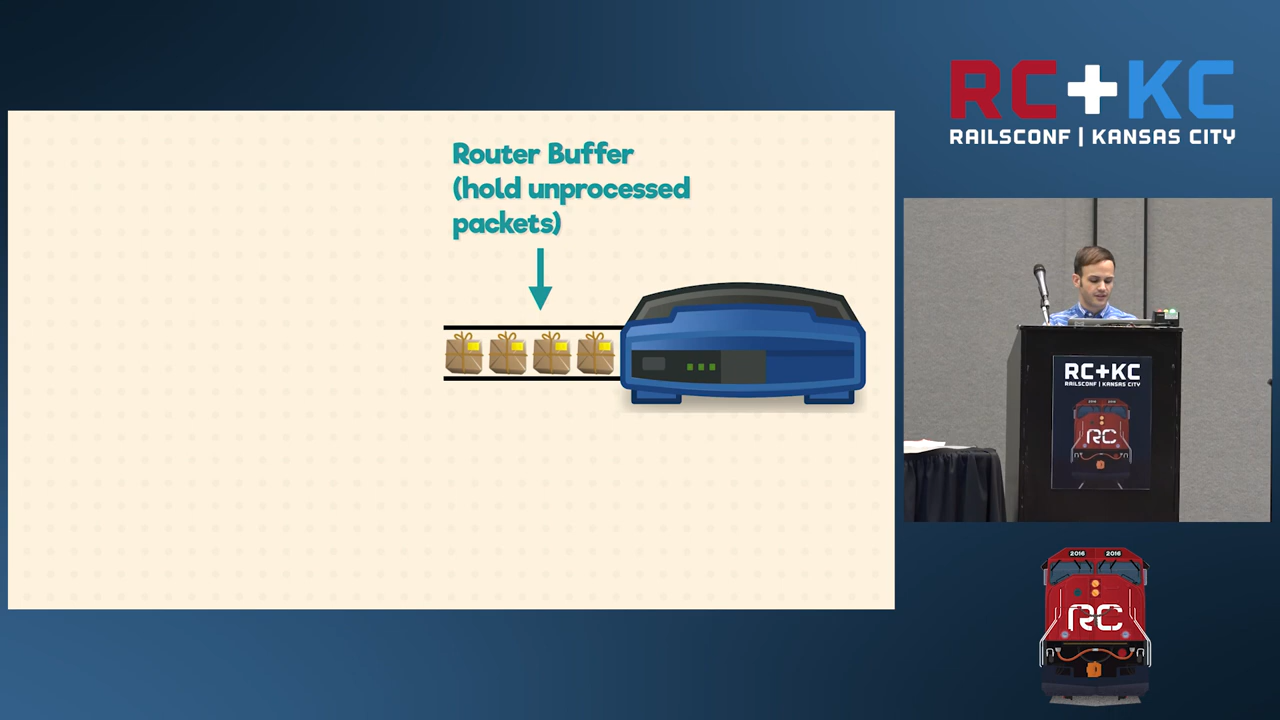 Router Buffer
(hold unprocessed
packets)
RC+KC
RAILSCONF | KANSAS CITY
RC+KC
RAILSCONF | KANSAS CITY
RC
2016 2016
RC